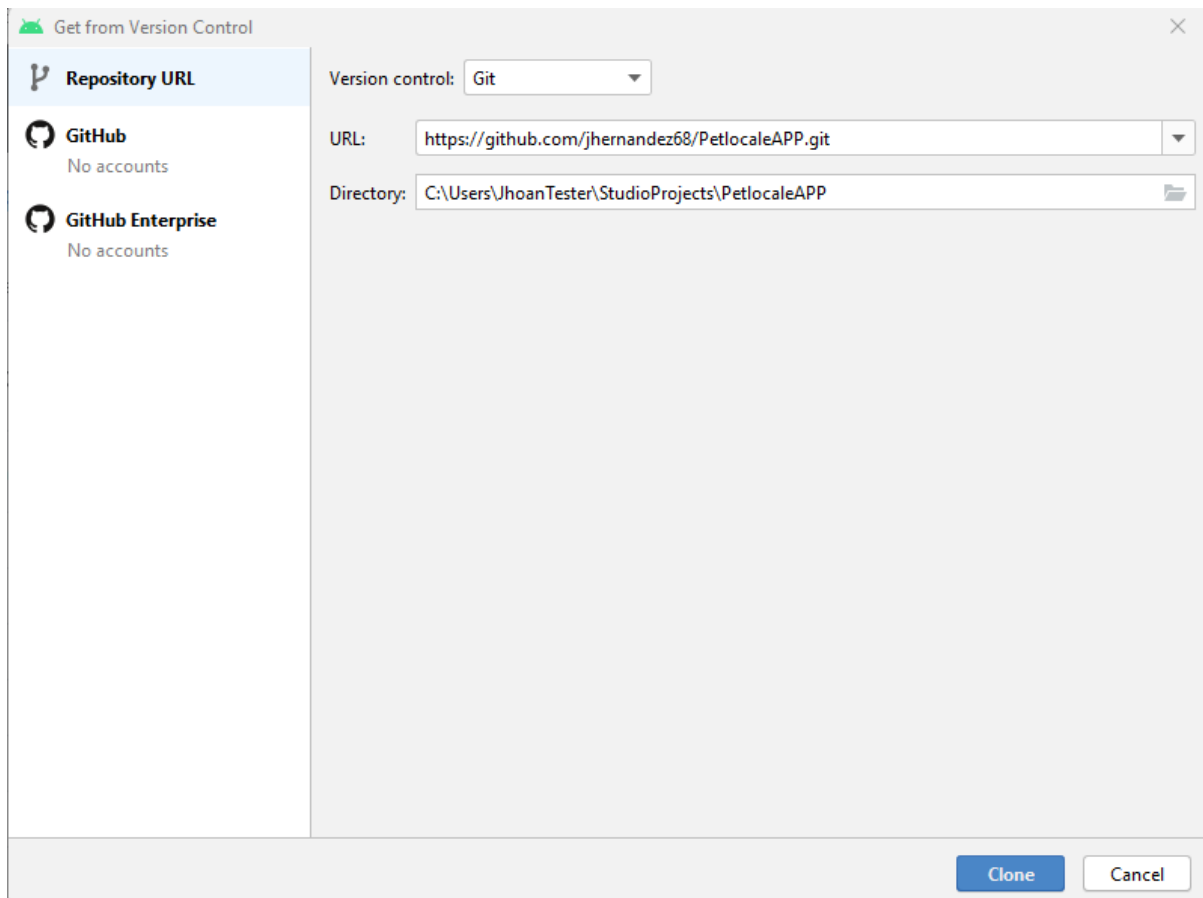 Get from Version Control
Repository URL
GitHub
No accounts
GitHub Enterprise
No accounts
Version control: Git
URL: https://github.com/jhernandez68/PetlocaleAPP.git
Directory: C:\Users\JhoanTester\StudioProjects\PetlocaleAPP
Clone Cancel